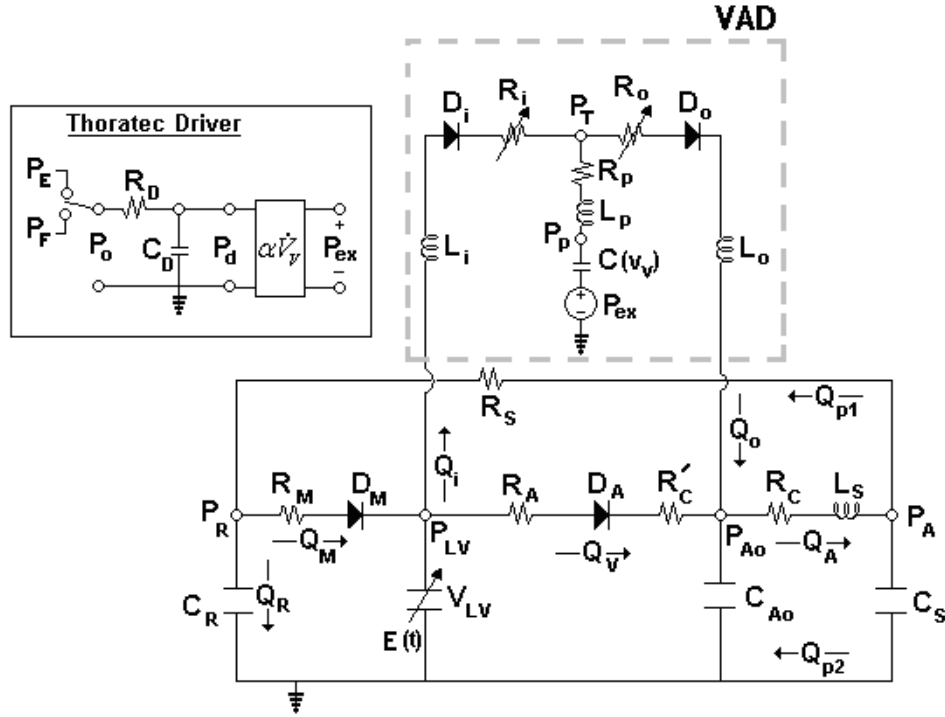 VAD
Thoratec Driver
P_E
P_F
P_o
R_D
C_D
P_d
αV̇_V
+
P_ex
−
D_i
R_i
P_T
R_o
D_o
R_p
L_p
P_p
L_i
C(v_v)
L_o
+
−
P_ex
R_S
←Q_p1
Q_i
Q_o
P_R
R_M
D_M
P_LV
R_A
D_A
R_C′
P_Ao
R_C
L_S
P_A
Q_M
Q_V
Q_A
C_R
Q_R
E(t)
V_LV
C_Ao
C_S
←Q_p2